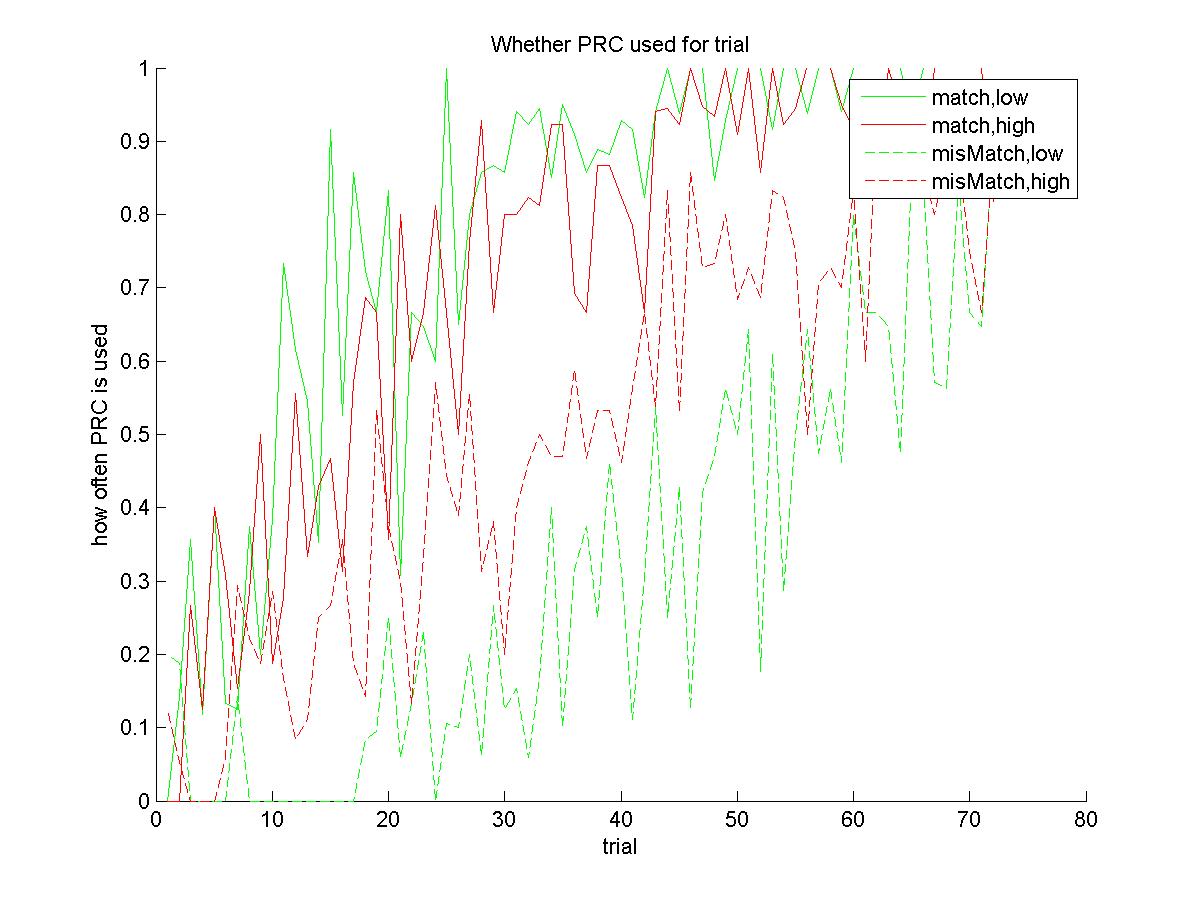 Whether PRC used for trial
1
0.9
0.8
0.7
0.6
0.5
0.4
0.3
0.2
0.1
0
how often PRC is used
match,low
match,high
misMatch,low
misMatch,high
0 10 20 30 40 50 60 70 80
trial